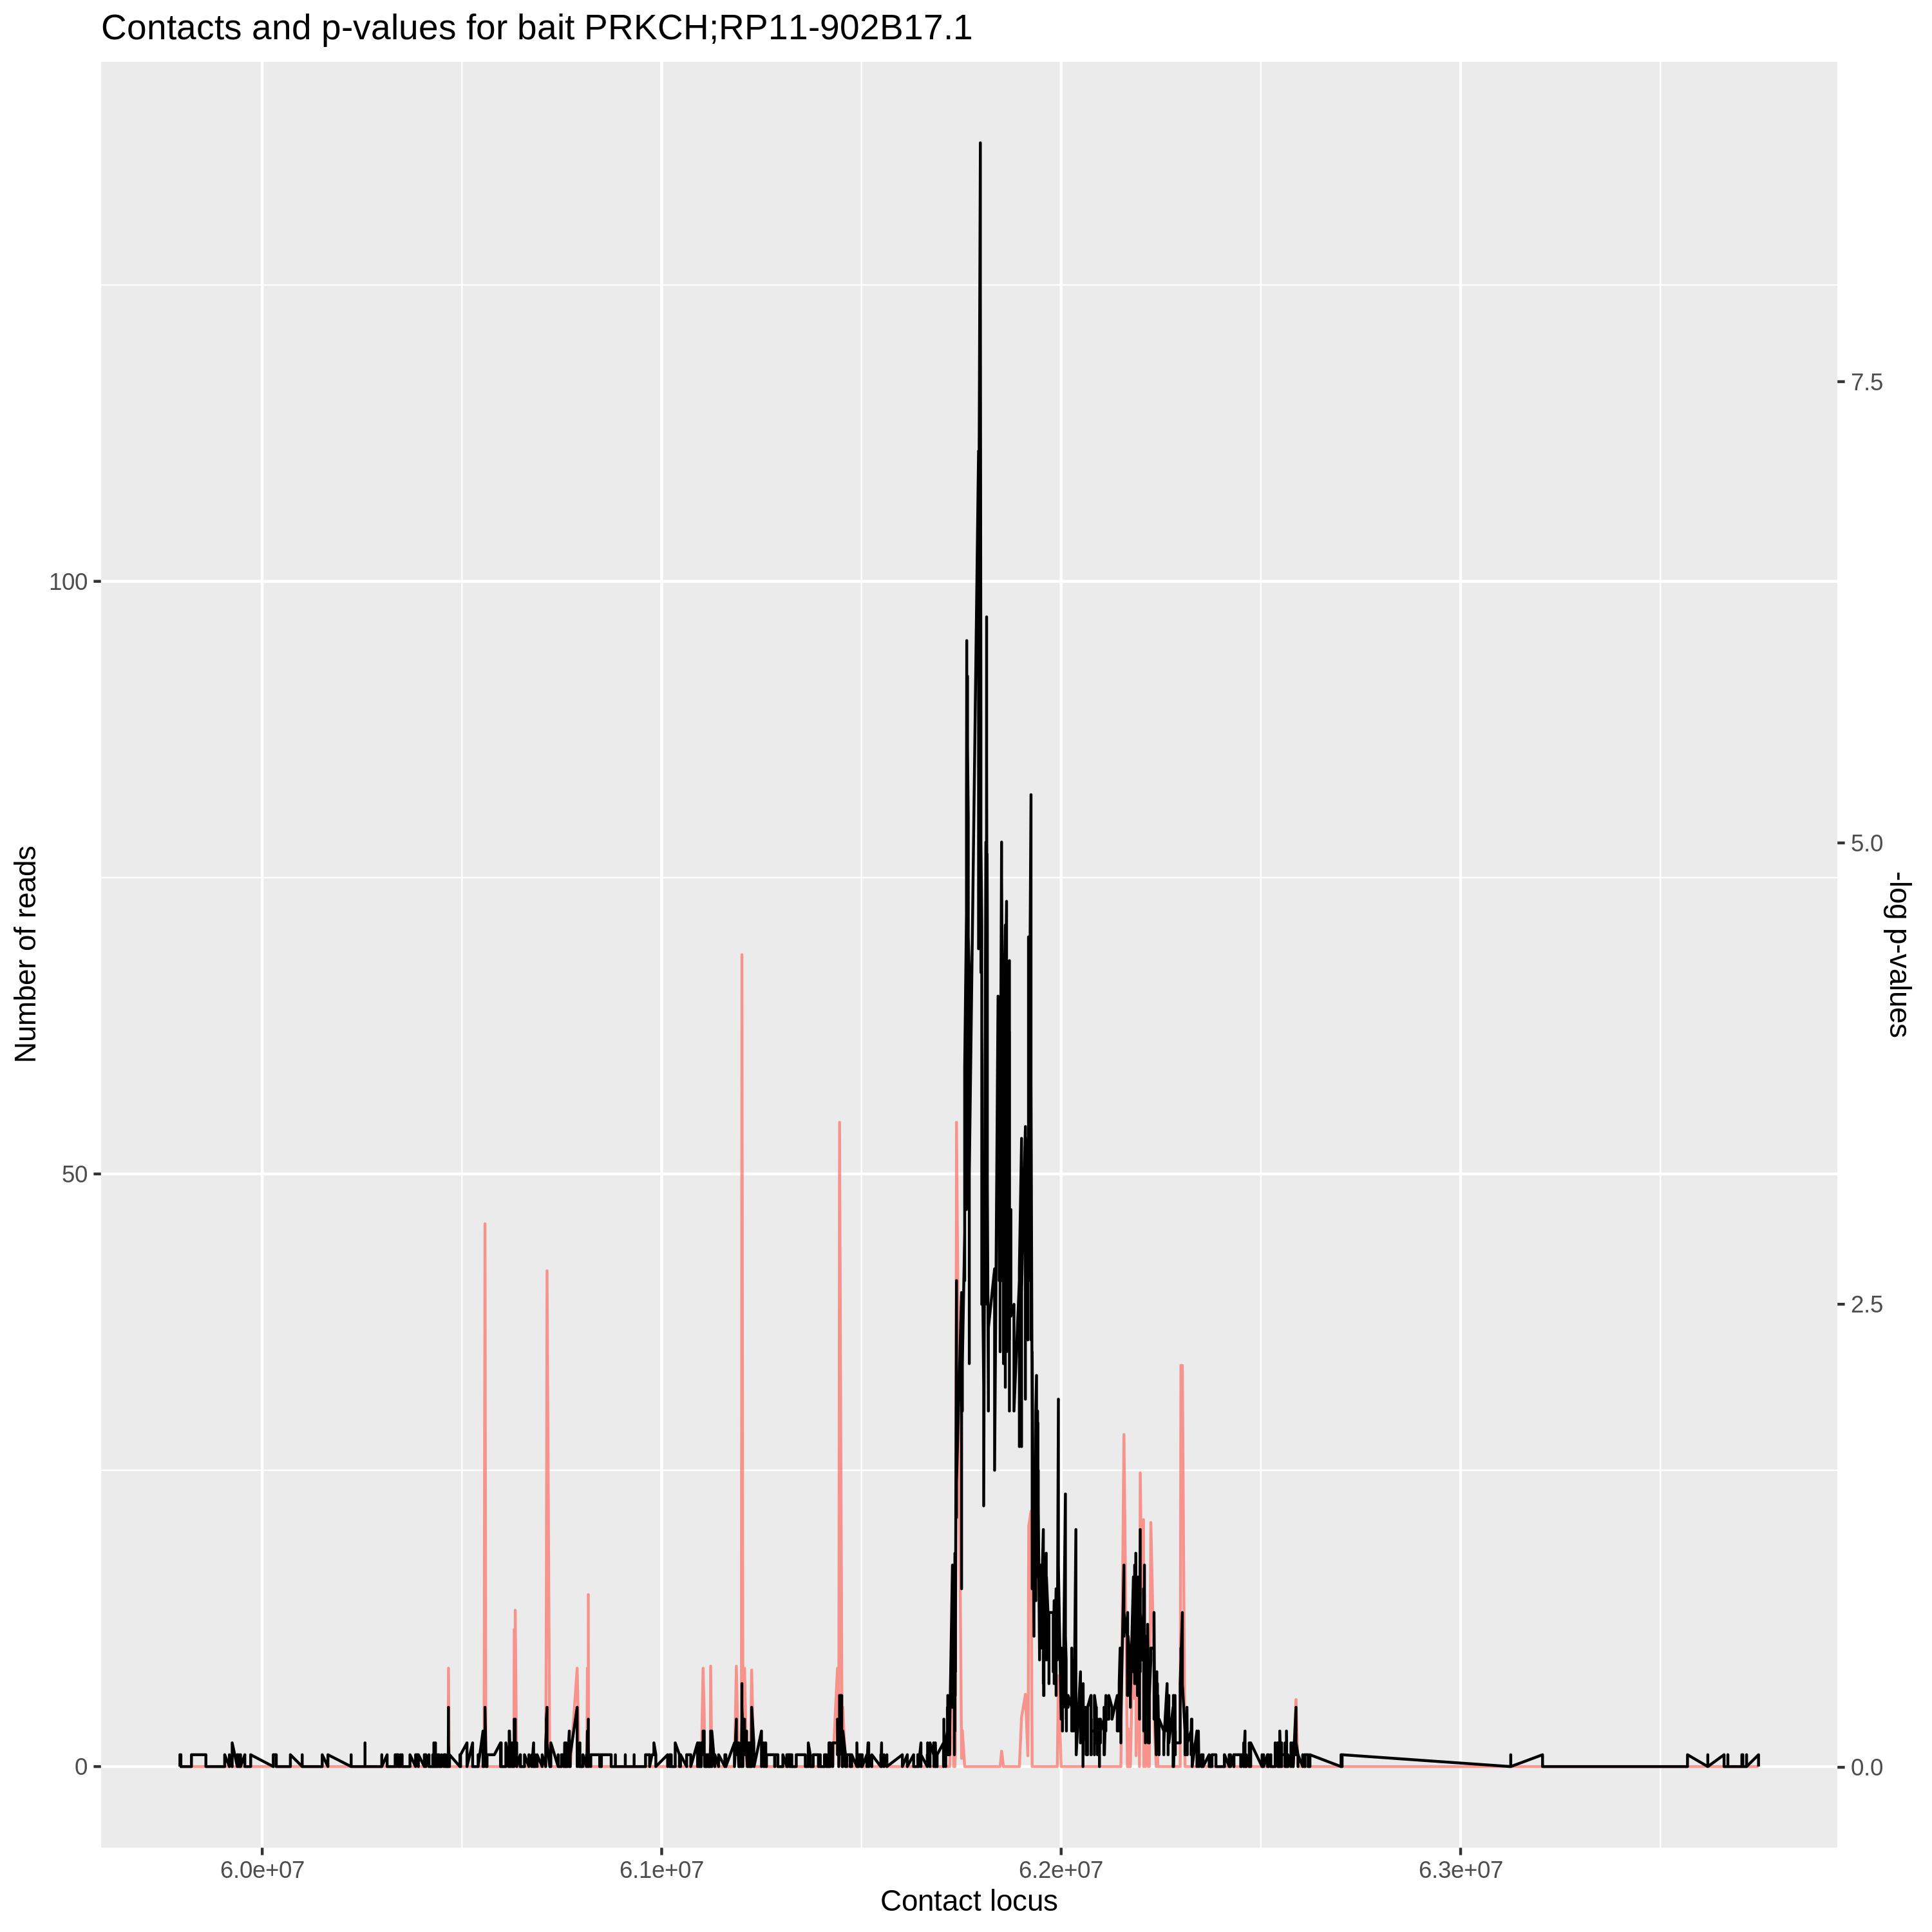 Contacts and p-values for bait PRKCH;RP11-902B17.1
Number of reads
100
50
0
7.5
5.0
2.5
0.0
-log p-values
6.0e+07 6.1e+07 6.2e+07 6.3e+07
Contact locus